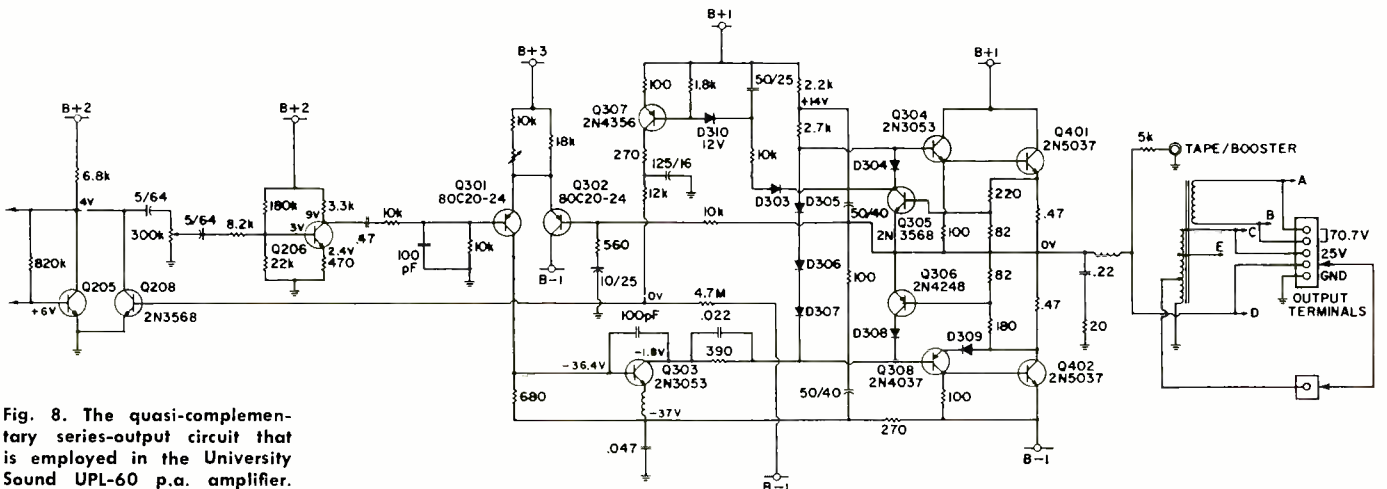 B+2
6.8k
4V
5/64
300k
5/64
8.2k
820k
Q205
+6V
Q208
2N3568
B+2
180k
3.3k
9V
3V
Q206
22k
2.4V
470
.47
10k
100 pF
10k
B+3
10k
18k
Q301
80C20-24
Q302
80C20-24
B-1
560
10/25
10k
680
B+1
100
1.8k
50/25
Q307
2N4356
D310
12V
270
125/16
12k
10k
D303
0V
4.7M
100pF
.022
390
-1.8V
-36.4V
Q303
2N3053
-37V
.047
B-1
2.2k
+14V
2.7k
D304
D305
D306
D307
50/40
100
50/40
270
Q304
2N3053
Q305
2N3568
Q306
2N4248
D308
D309
Q308
2N4037
100
100
B+1
Q401
2N5037
220
82
82
180
.47
.47
0V
Q402
2N5037
B-1
.22
20
5k
TAPE/BOOSTER
A
B
C
E
D
70.7V
25V
GND
OUTPUT
TERMINALS
Fig. 8. The quasi-complemen-
tary series-output circuit that
is employed in the University
Sound UPL-60 p.a. amplifier.